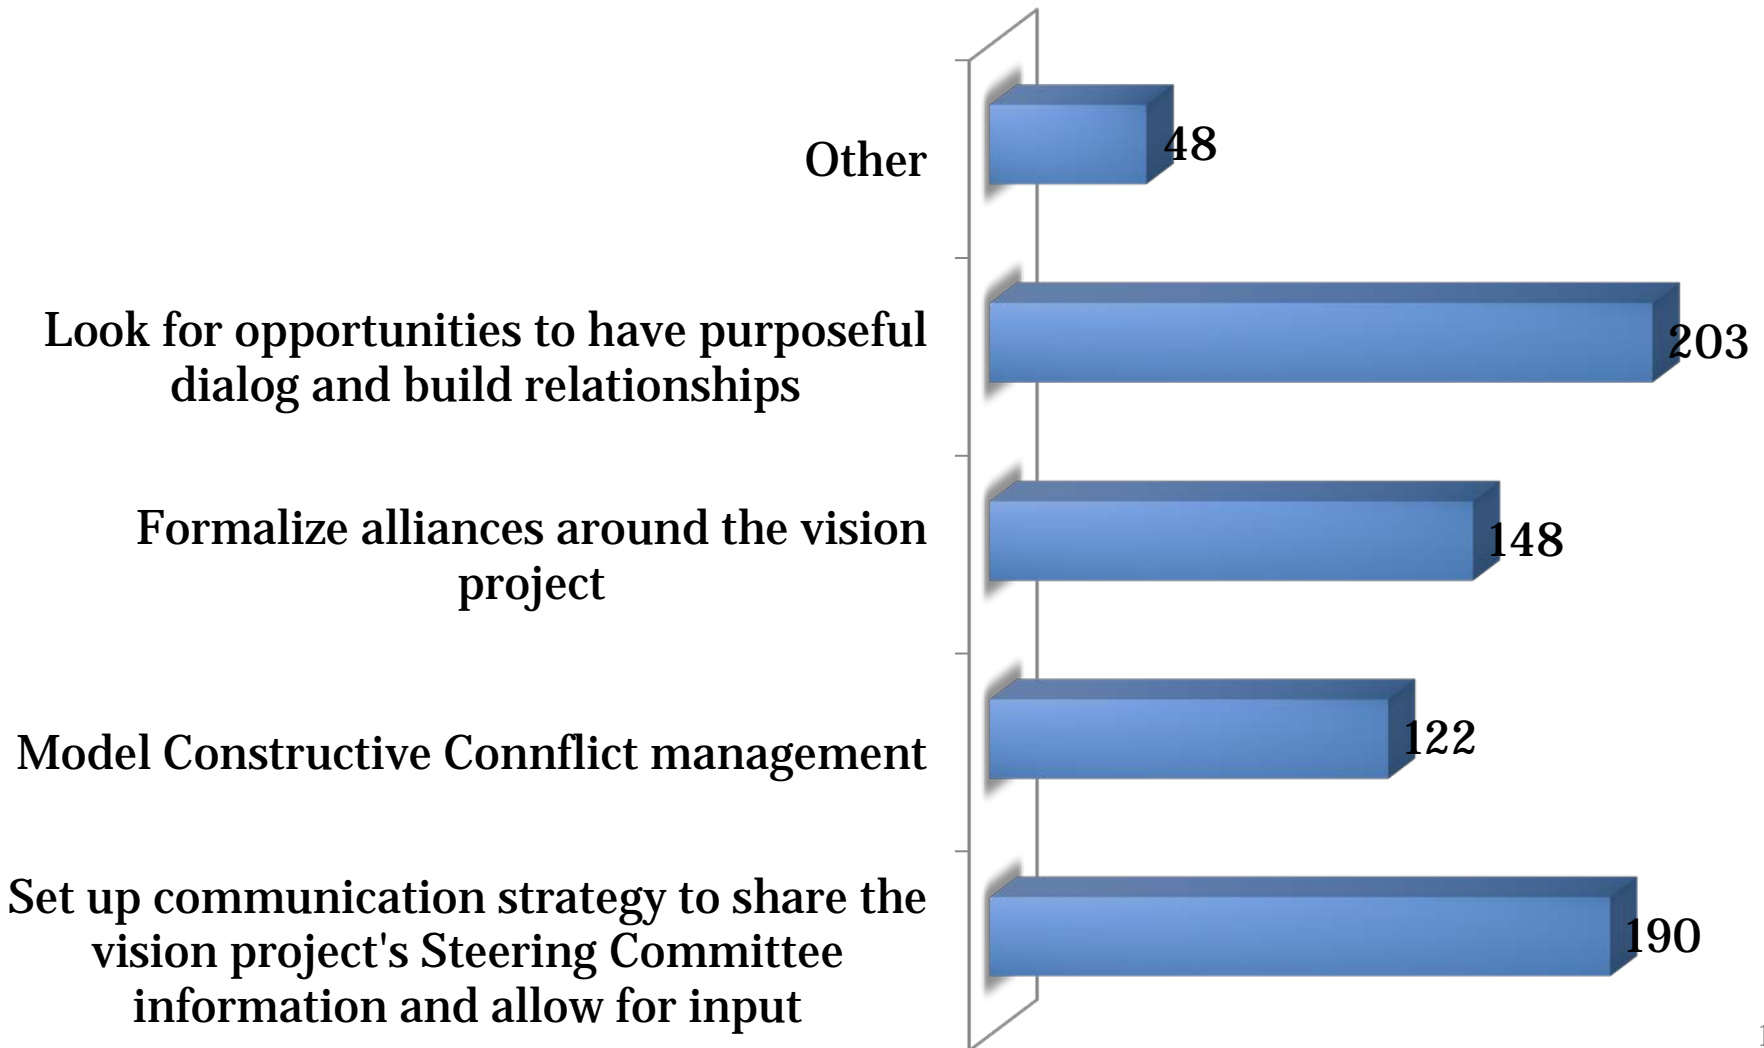 Other
48
Look for opportunities to have purposeful
dialog and build relationships
203
Formalize alliances around the vision
project
148
Model Constructive Connflict management
122
Set up communication strategy to share the
vision project's Steering Committee
information and allow for input
190